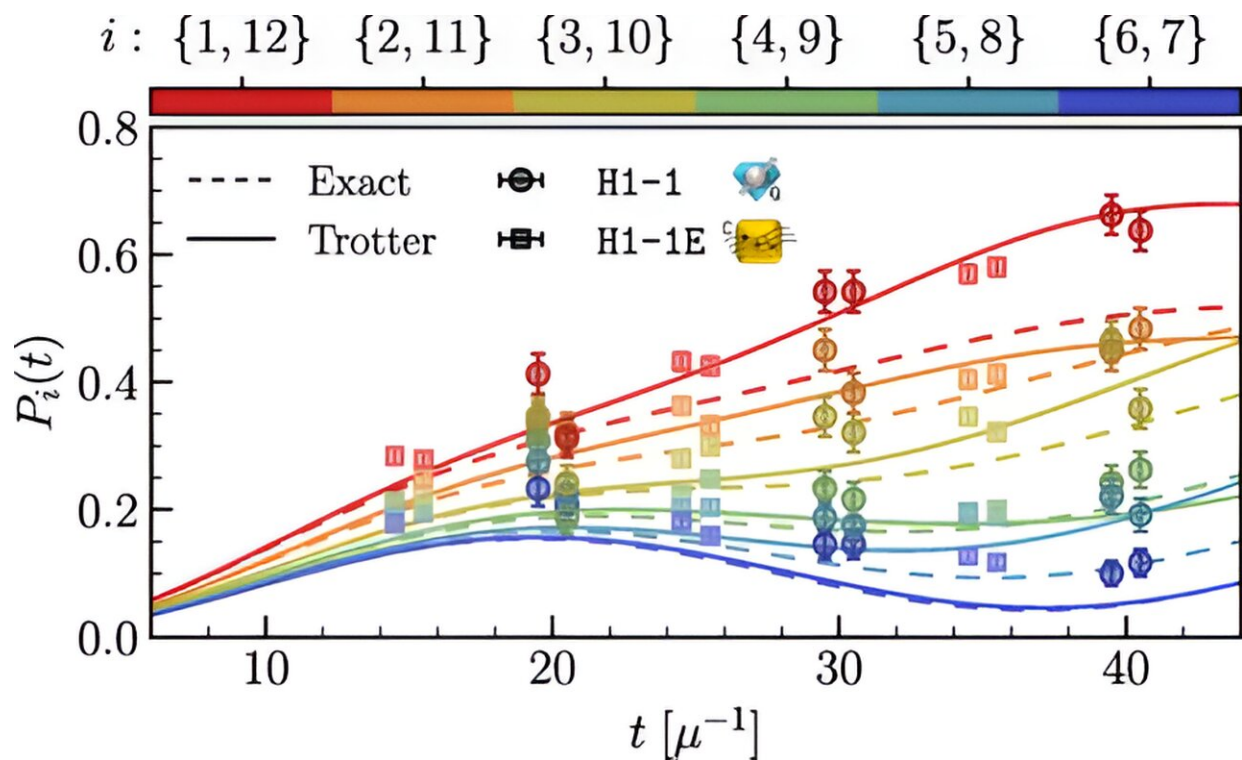 i : {1, 12} {2, 11} {3, 10} {4, 9} {5, 8} {6, 7}
0.8
Exact H1-1 Q
Trotter H1-1E C
0.6
0.4
0.2
0.0
P_i(t)
10 20 30 40
t [μ⁻¹]